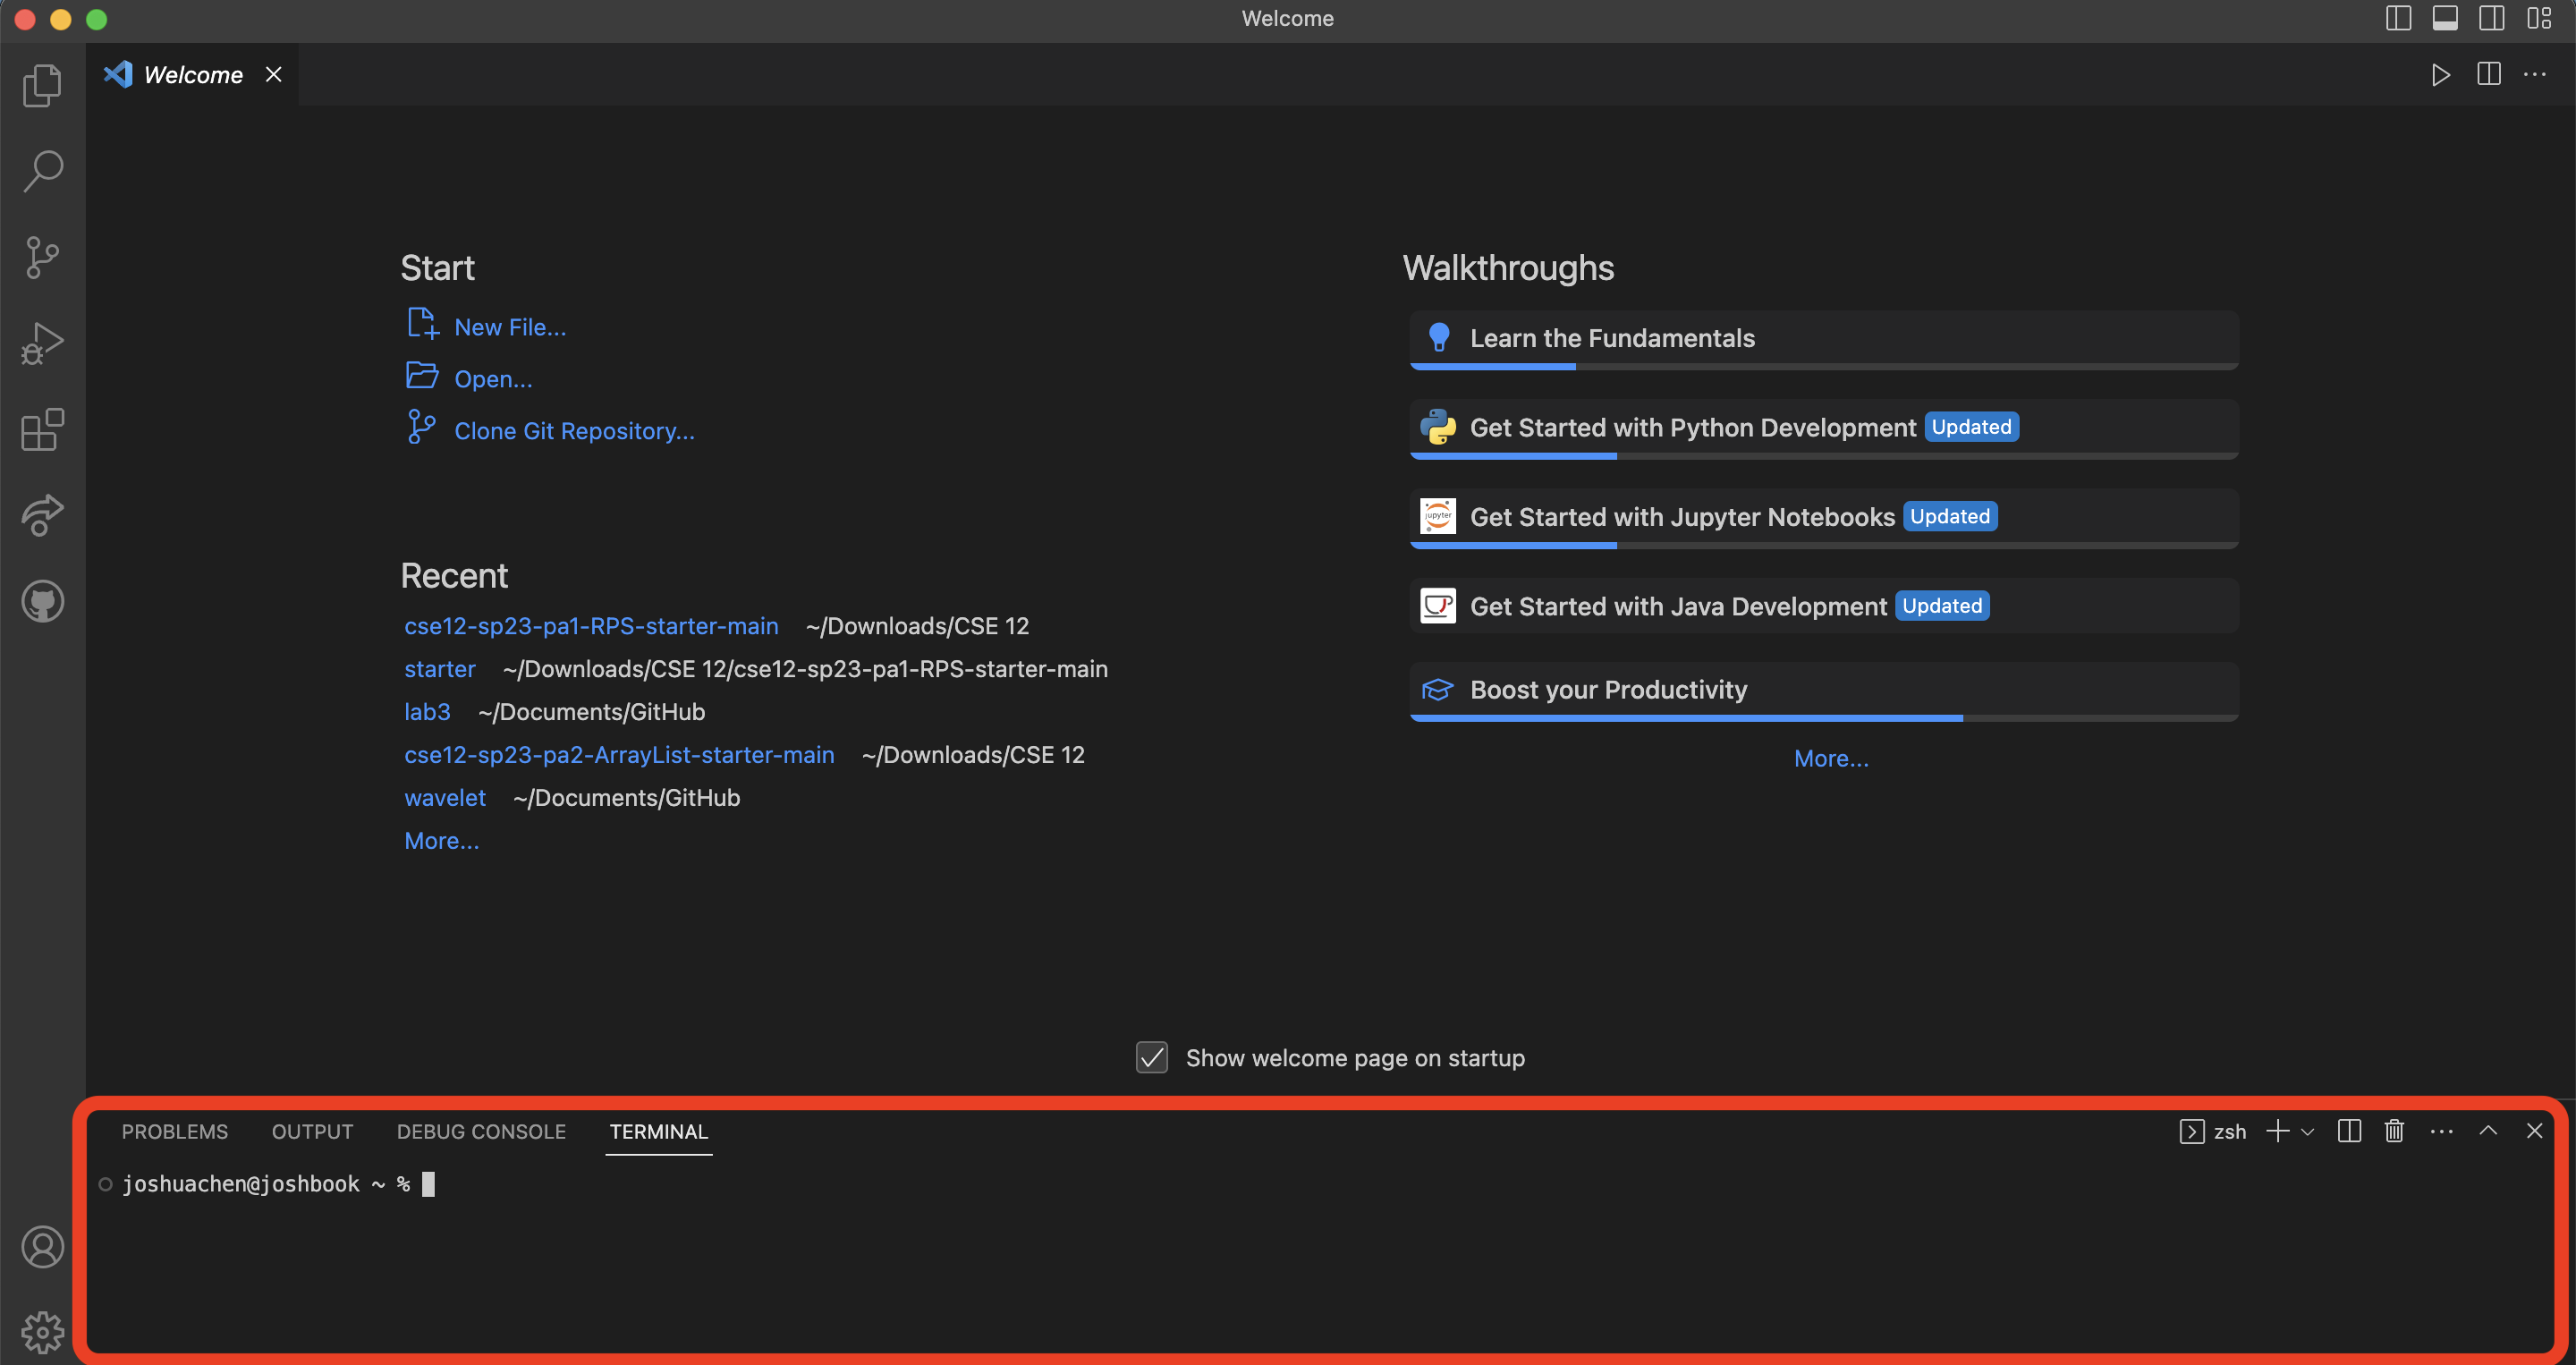 Welcome
Welcome
Start
New File...
Open...
Clone Git Repository...
Recent
cse12-sp23-pa1-RPS-starter-main ~/Downloads/CSE 12
starter ~/Downloads/CSE 12/cse12-sp23-pa1-RPS-starter-main
lab3 ~/Documents/GitHub
cse12-sp23-pa2-ArrayList-starter-main ~/Downloads/CSE 12
wavelet ~/Documents/GitHub
More...
Walkthroughs
Learn the Fundamentals
Get Started with Python Development Updated
jupyter Get Started with Jupyter Notebooks Updated
Get Started with Java Development Updated
Boost your Productivity
More...
Show welcome page on startup
PROBLEMS OUTPUT DEBUG CONSOLE TERMINAL zsh
joshuachen@joshbook ~ %